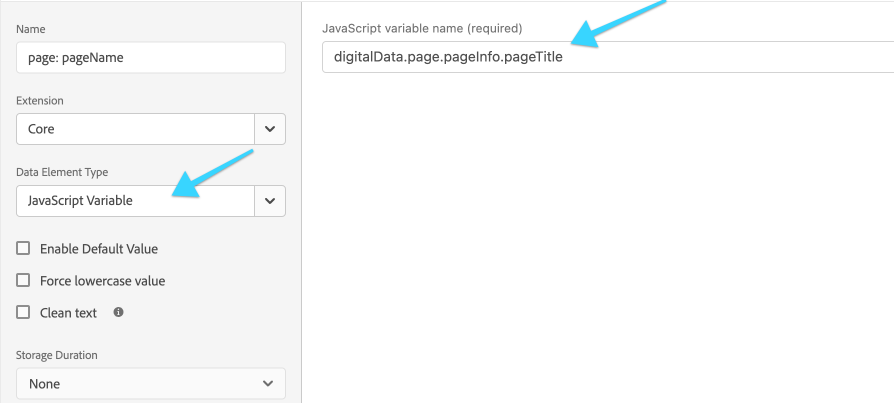 Name
page: pageName
Extension
Core
Data Element Type
JavaScript Variable
Enable Default Value
Force lowercase value
Clean text
Storage Duration
None
JavaScript variable name (required)
digitalData.page.pageInfo.pageTitle